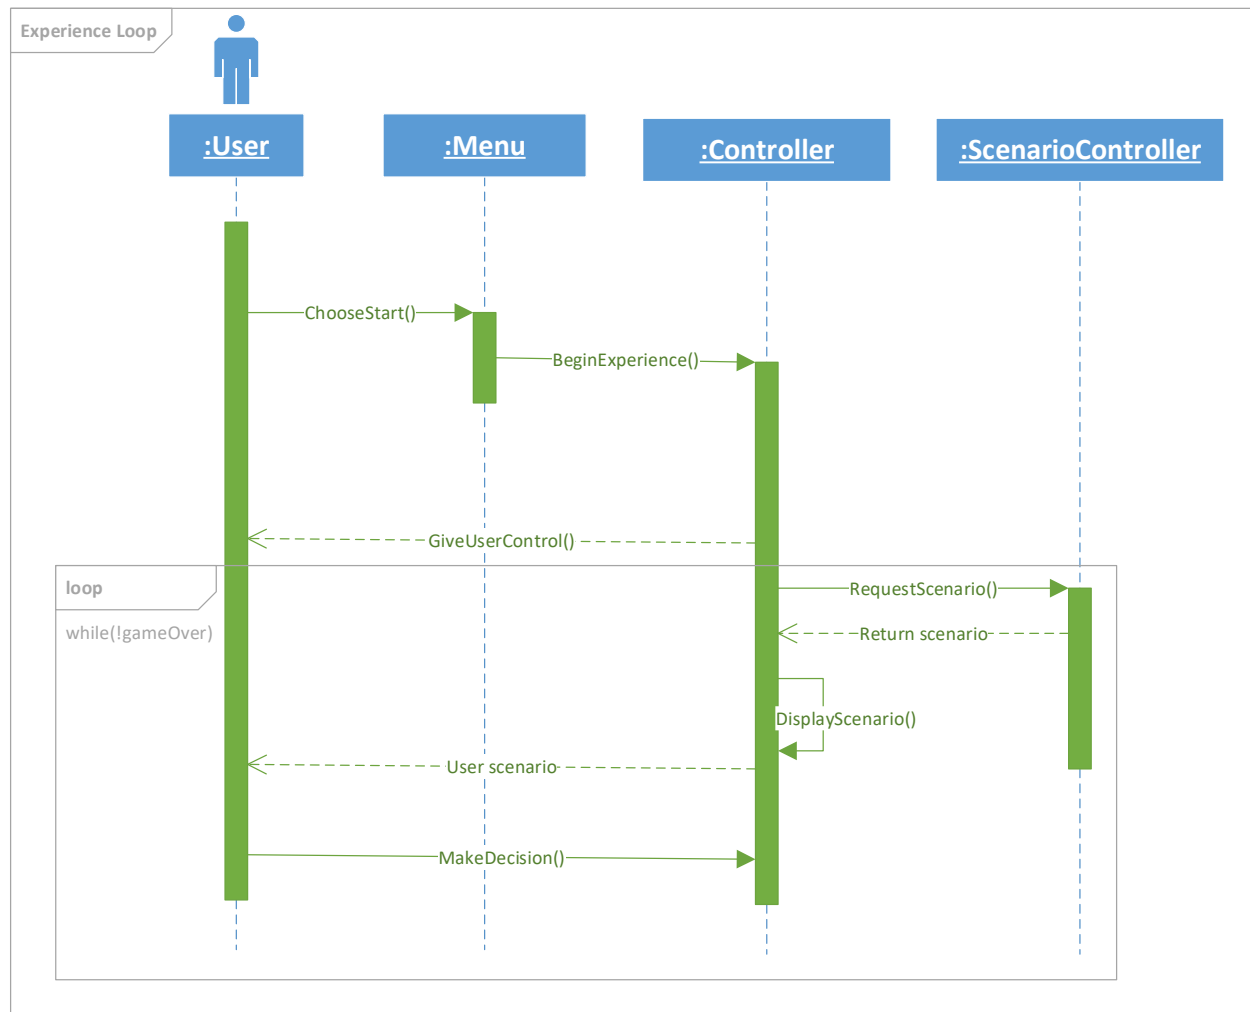 Experience Loop
:User
:Menu
:Controller
:ScenarioController
ChooseStart()
BeginExperience()
GiveUserControl()
loop
RequestScenario()
while(!gameOver)
Return scenario
DisplayScenario()
User scenario
MakeDecision()